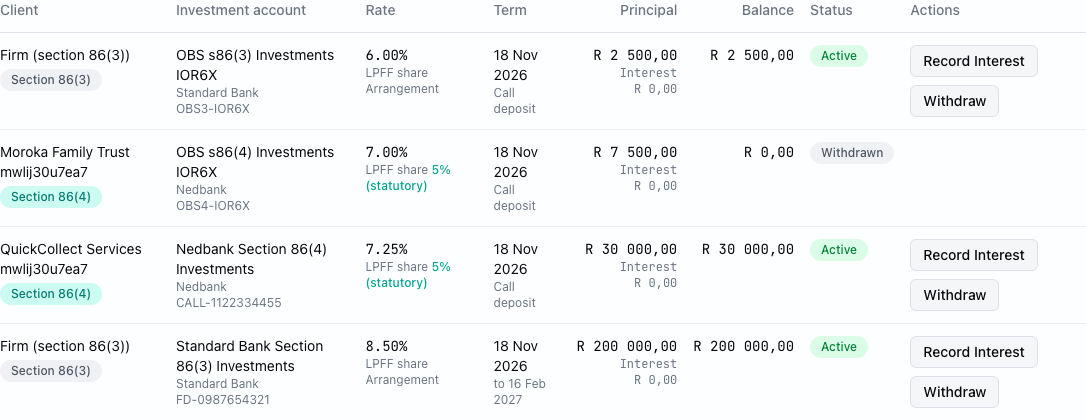 Client Investment account Rate Term Principal Balance Status Actions
Firm (section 86(3))
Section 86(3)
OBS s86(3) Investments
IOR6X
Standard Bank
OBS3-IOR6X
6.00%
LPFF share
Arrangement
18 Nov
2026
Call
deposit
R 2 500,00
Interest
R 0,00
R 2 500,00
Active
Record Interest
Withdraw
Moroka Family Trust
mwlij30u7ea7
Section 86(4)
OBS s86(4) Investments
IOR6X
Nedbank
OBS4-IOR6X
7.00%
LPFF share 5%
(statutory)
18 Nov
2026
Call
deposit
R 7 500,00
Interest
R 0,00
R 0,00
Withdrawn
QuickCollect Services
mwlij30u7ea7
Section 86(4)
Nedbank Section 86(4)
Investments
Nedbank
CALL-1122334455
7.25%
LPFF share 5%
(statutory)
18 Nov
2026
Call
deposit
R 30 000,00
Interest
R 0,00
R 30 000,00
Active
Record Interest
Withdraw
Firm (section 86(3))
Section 86(3)
Standard Bank Section
86(3) Investments
Standard Bank
FD-0987654321
8.50%
LPFF share
Arrangement
18 Nov
2026
to 16 Feb
2027
R 200 000,00
Interest
R 0,00
R 200 000,00
Active
Record Interest
Withdraw